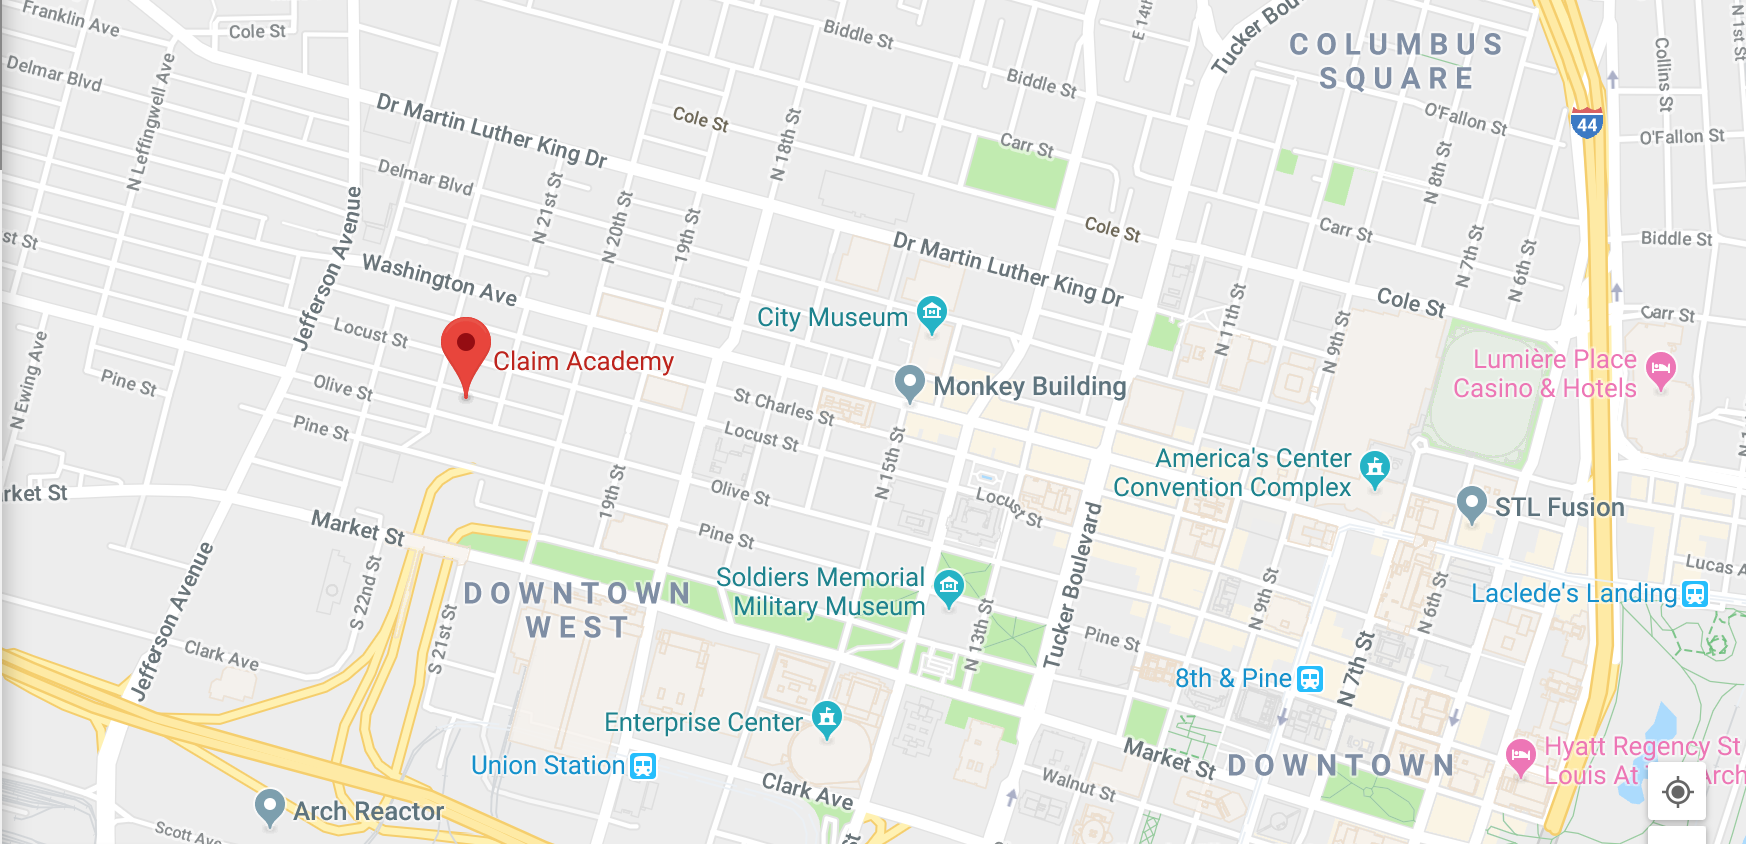 Franklin Ave
Cole St
Biddle St
E 14th
Tucker Bou
COLUMBUS
SQUARE
Collins St
N 1st St
Delmar Blvd
N Leffingwell Ave
Dr Martin Luther King Dr
Cole St
N 18th St
Biddle St
Carr St
O'Fallon St
44
O'Fallon St
Delmar Blvd
N 21st St
N 20th St
19th St
N 8th St
Jefferson Avenue
st St
Washington Ave
Dr Martin Luther King Dr
Cole St
Carr St
N 7th St
N 6th St
Biddle St
Cole St
Carr St
Locust St
City Museum
N 11th St
N 9th St
N Ewing Ave
Pine St
Claim Academy
Olive St
Monkey Building
Lumière Place
Casino & Hotels
St Charles St
Pine St
Locust St
N 15th St
America's Center
Convention Complex
rket St
Market St
19th St
Olive St
Locust St
STL Fusion
Pine St
Tucker Boulevard
Lucas A
S 22nd St
DOWNTOWN
WEST
Soldiers Memorial
Military Museum
N 9th St
N 6th St
Laclede's Landing
Jefferson Avenue
Clark Ave
S 21st St
N 13th St
Pine St
8th & Pine
N 7th St
Enterprise Center
Union Station
Clark Ave
Market St
DOWNTOWN
Walnut St
Hyatt Regency St
Louis At
Arch
Arch Reactor
Scott Ave